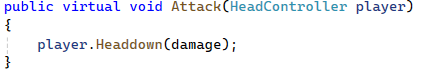 public virtual void Attack(HeadController player)
{
    player.Headdown(damage);
}